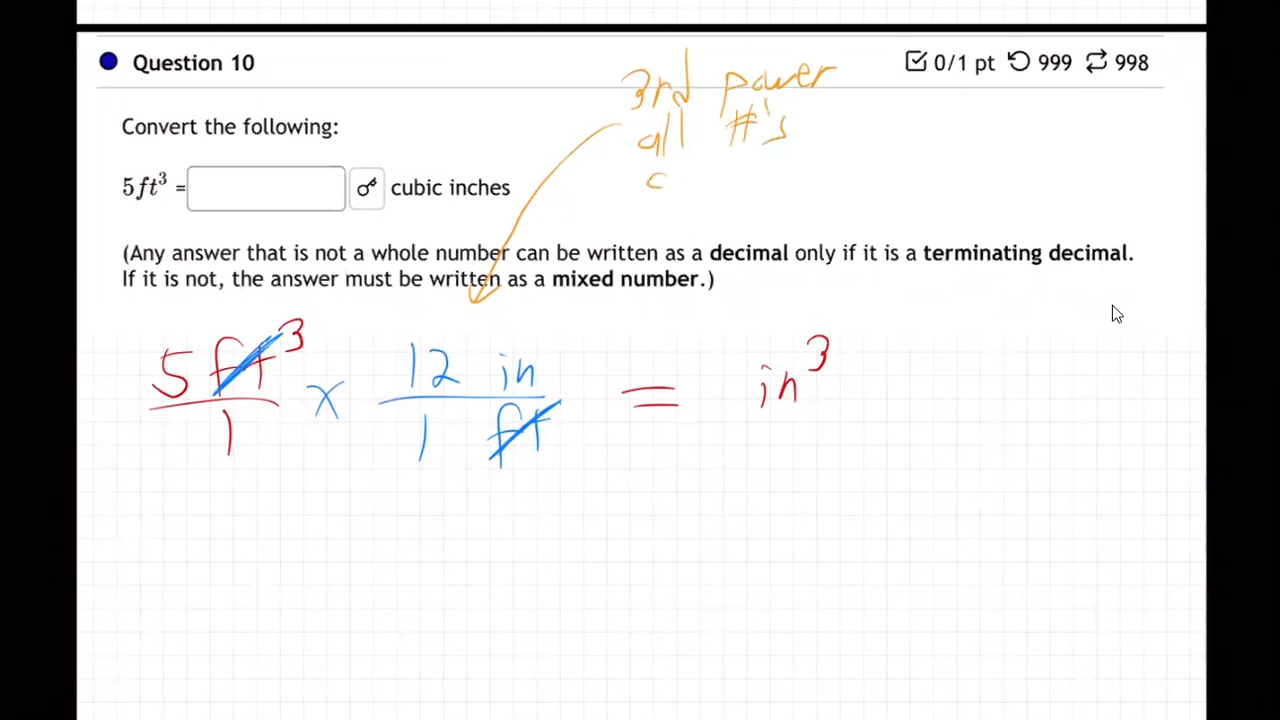 Question 10
0/1 pt 999 998
3rd power
all #'s
c
Convert the following:
5ft³ = cubic inches
(Any answer that is not a whole number can be written as a decimal only if it is a terminating decimal.
If it is not, the answer must be written as a mixed number.)
5 ft³ / 1 × 12 in / 1 ft = in³